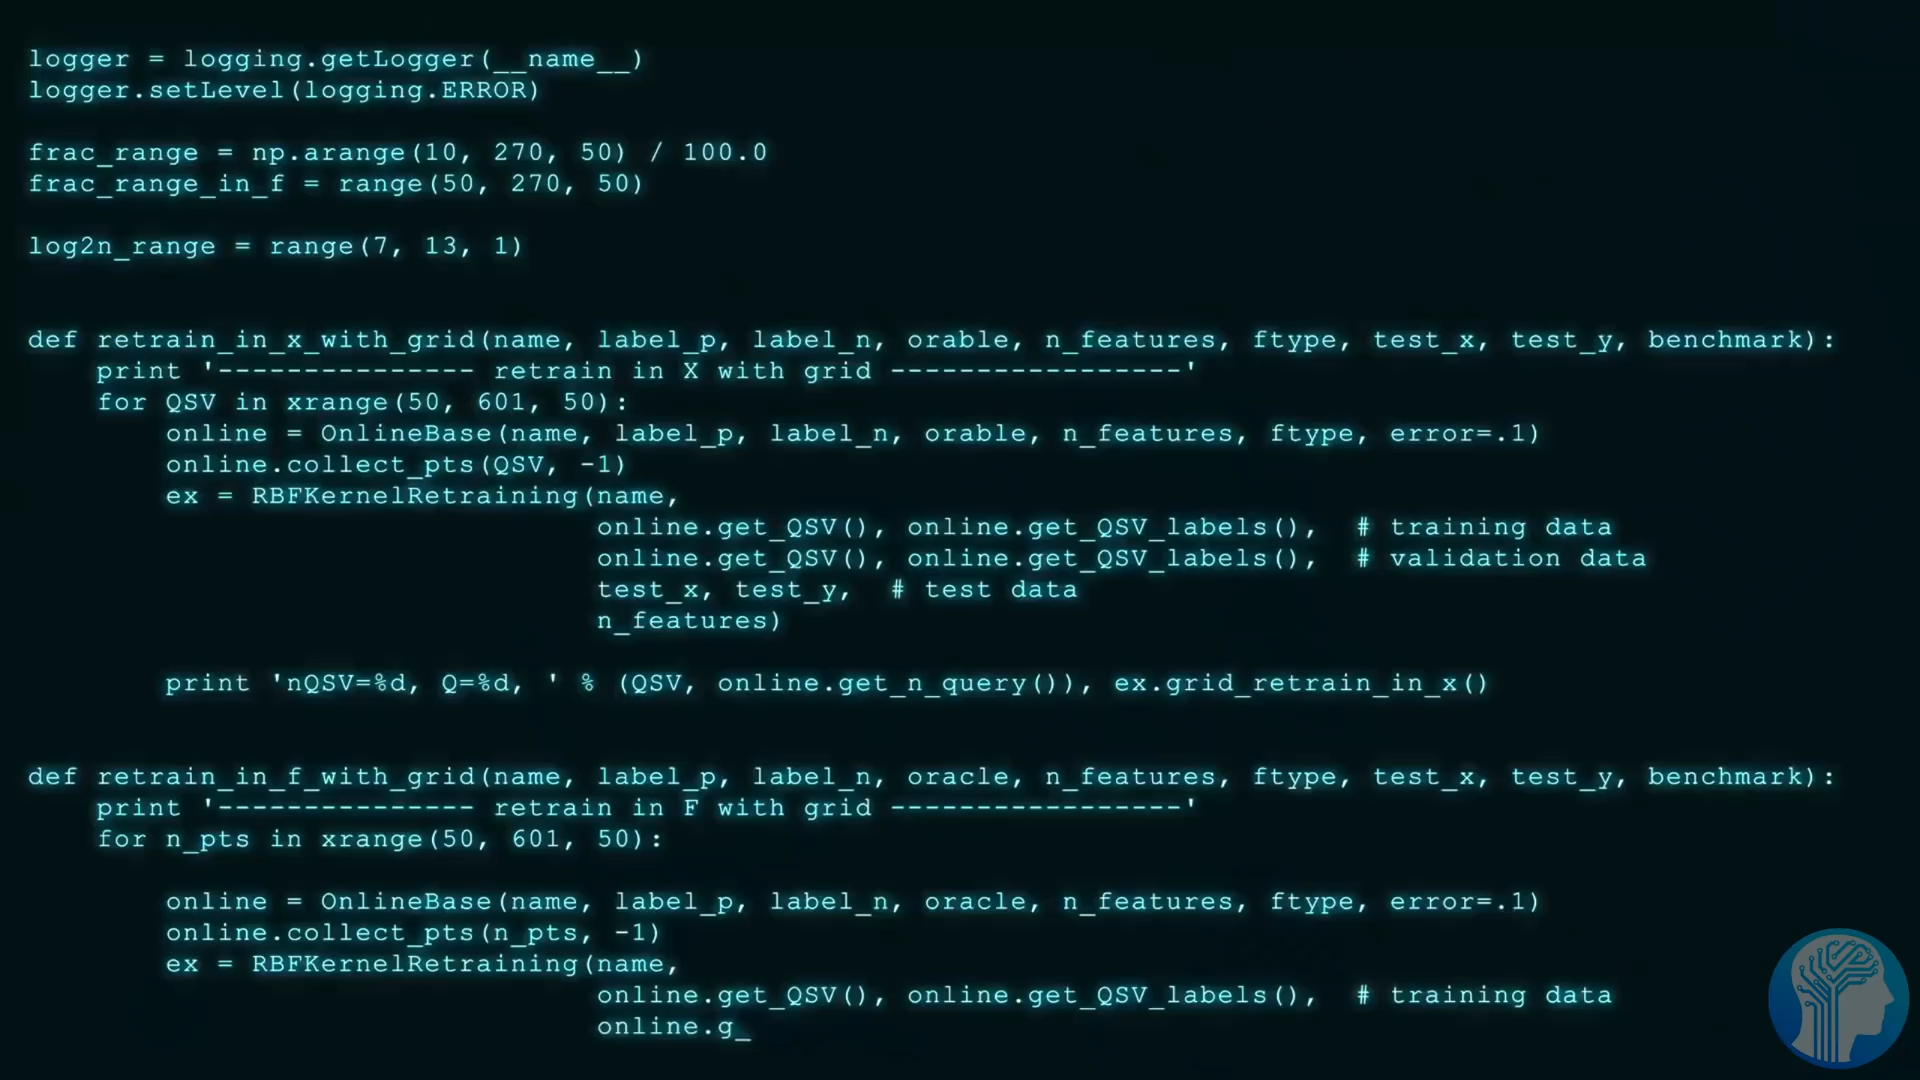 logger = logging.getLogger(__name__)
logger.setLevel(logging.ERROR)
frac_range = np.arange(10, 270, 50) / 100.0
frac_range_in_f = range(50, 270, 50)
log2n_range = range(7, 13, 1)
def retrain_in_x_with_grid(name, label_p, label_n, orable, n_features, ftype, test_x, test_y, benchmark):
    print '--------------- retrain in X with grid -----------------'
    for QSV in xrange(50, 601, 50):
        online = OnlineBase(name, label_p, label_n, orable, n_features, ftype, error=.1)
        online.collect_pts(QSV, -1)
        ex = RBFKernelRetraining(name,
                                 online.get_QSV(), online.get_QSV_labels(),  # training data
                                 online.get_QSV(), online.get_QSV_labels(),  # validation data
                                 test_x, test_y,  # test data
                                 n_features)
        print 'nQSV=%d, Q=%d, ' % (QSV, online.get_n_query()), ex.grid_retrain_in_x()
def retrain_in_f_with_grid(name, label_p, label_n, oracle, n_features, ftype, test_x, test_y, benchmark):
    print '--------------- retrain in F with grid -----------------'
    for n_pts in xrange(50, 601, 50):
        online = OnlineBase(name, label_p, label_n, oracle, n_features, ftype, error=.1)
        online.collect_pts(n_pts, -1)
        ex = RBFKernelRetraining(name,
                                 online.get_QSV(), online.get_QSV_labels(),  # training data
                                 online.g_